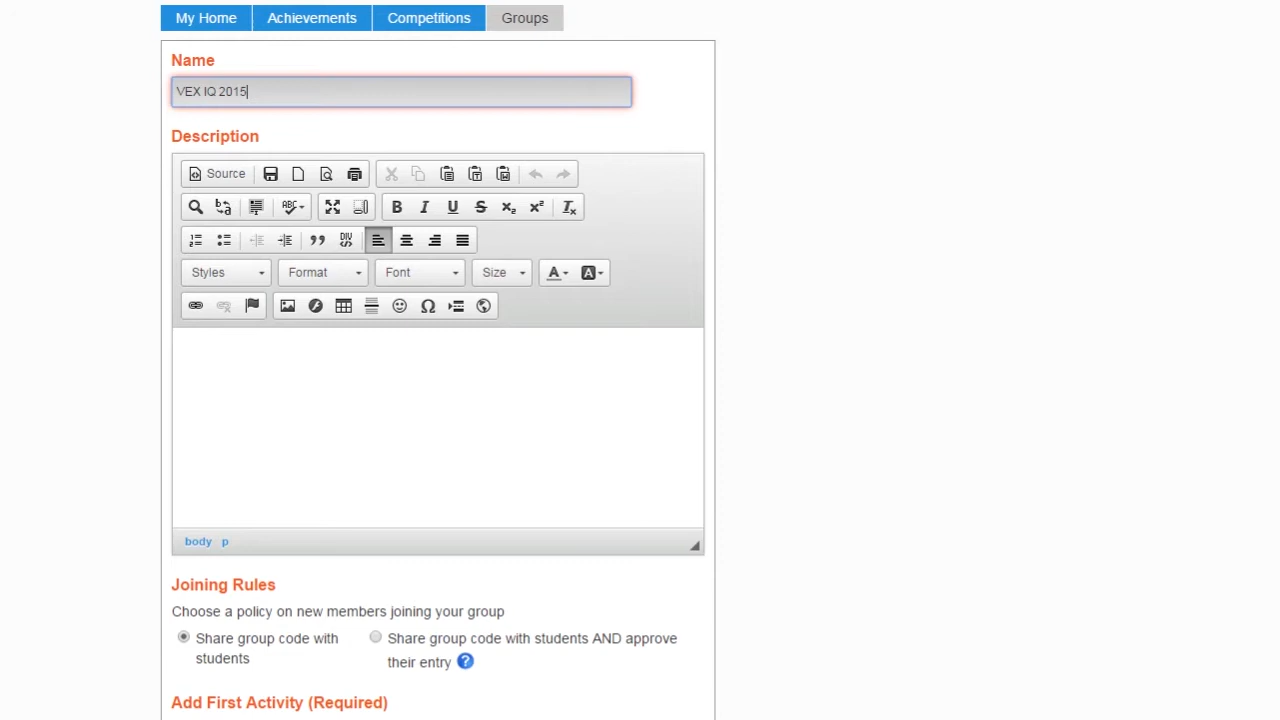 My Home Achievements Competitions Groups
Name
VEX IQ 2015
Description
Source
Styles Format Font Size
body p
Joining Rules
Choose a policy on new members joining your group
Share group code with students
Share group code with students AND approve their entry
Add First Activity (Required)